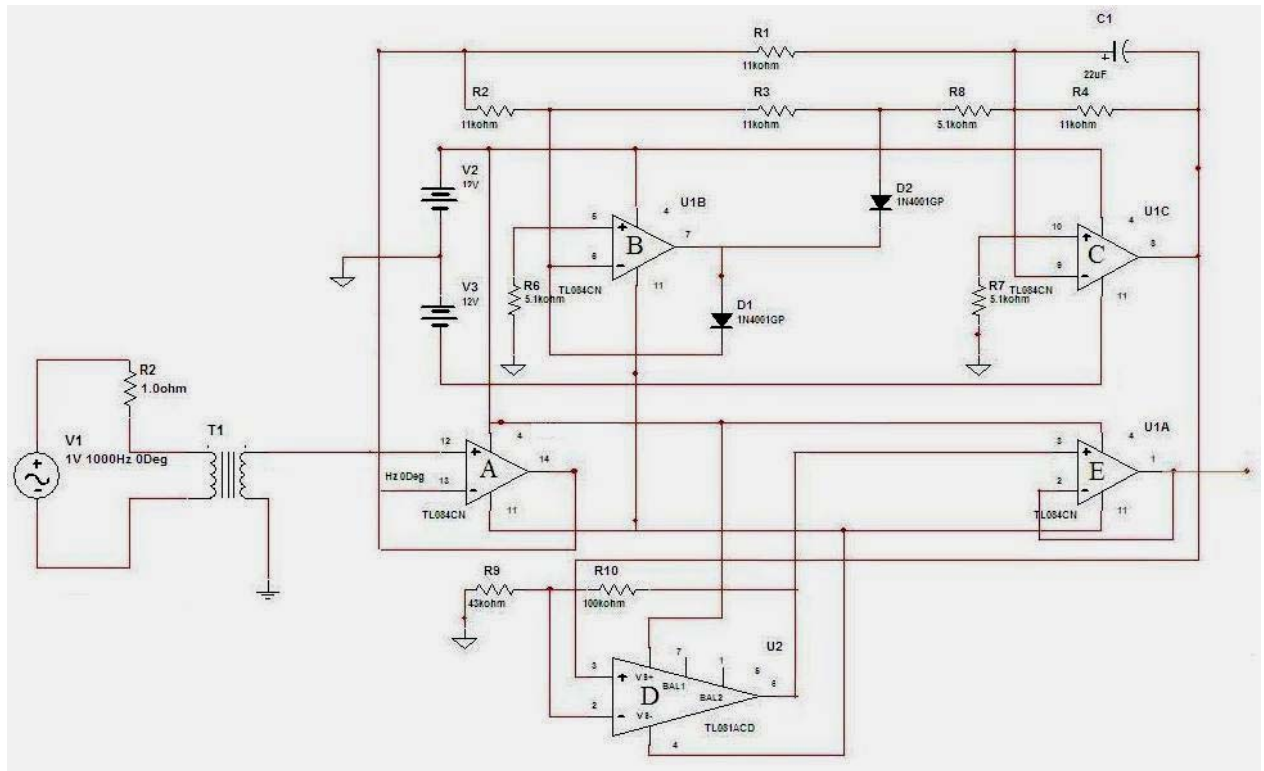 R1
11kohm
C1
+
22uF
R2
11kohm
R3
11kohm
R8
5.1kohm
R4
11kohm
V2
12V
V3
12V
U1B
4
5
+
B
7
6
-
TL084CN
11
R6
5.1kohm
D1
1N4001GP
D2
1N4001GP
U1C
4
10
+
C
8
9
-
TL084CN
11
R7
5.1kohm
R2
1.0ohm
V1
1V 1000Hz 0Deg
+
T1
12
+
A
4
14
Hz 0Deg
13
-
TL084CN
11
U1A
4
3
+
E
1
2
-
TL084CN
11
R9
43kohm
R10
100kohm
U2
3
+
VS+
7
BAL1
1
BAL2
5
6
D
2
-
VS-
TL081ACD
4